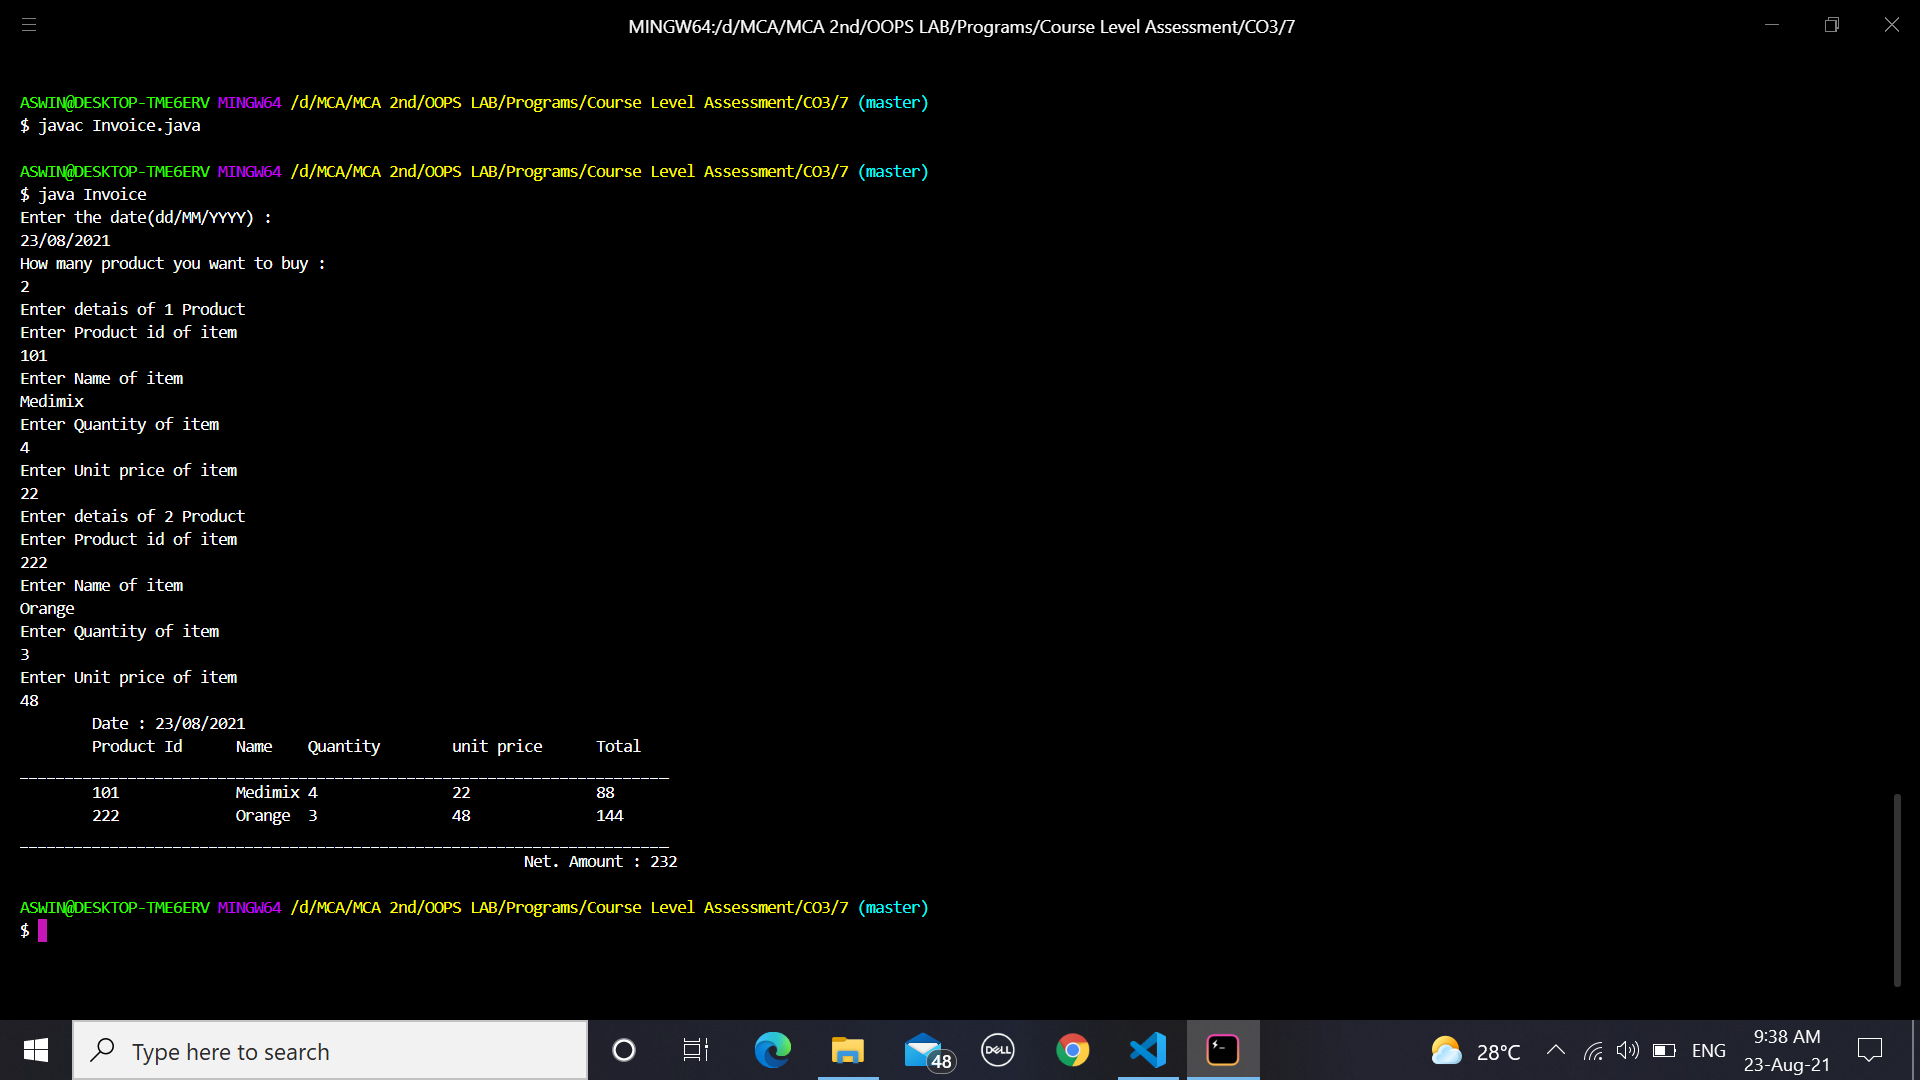 MINGW64:/d/MCA/MCA 2nd/OOPS LAB/Programs/Course Level Assessment/CO3/7
ASWIN@DESKTOP-TME6ERV MINGW64 /d/MCA/MCA 2nd/OOPS LAB/Programs/Course Level Assessment/CO3/7 (master)
$ javac Invoice.java
ASWIN@DESKTOP-TME6ERV MINGW64 /d/MCA/MCA 2nd/OOPS LAB/Programs/Course Level Assessment/CO3/7 (master)
$ java Invoice
Enter the date(dd/MM/YYYY) :
23/08/2021
How many product you want to buy :
2
Enter detais of 1 Product
Enter Product id of item
101
Enter Name of item
Medimix
Enter Quantity of item
4
Enter Unit price of item
22
Enter detais of 2 Product
Enter Product id of item
222
Enter Name of item
Orange
Enter Quantity of item
3
Enter Unit price of item
48
Date : 23/08/2021
Product Id Name Quantity unit price Total
________________________________________________________________________
101 Medimix 4 22 88
222 Orange 3 48 144
________________________________________________________________________
Net. Amount : 232
ASWIN@DESKTOP-TME6ERV MINGW64 /d/MCA/MCA 2nd/OOPS LAB/Programs/Course Level Assessment/CO3/7 (master)
$
Type here to search
48
DELL
28°C
ENG
9:38 AM
23-Aug-21